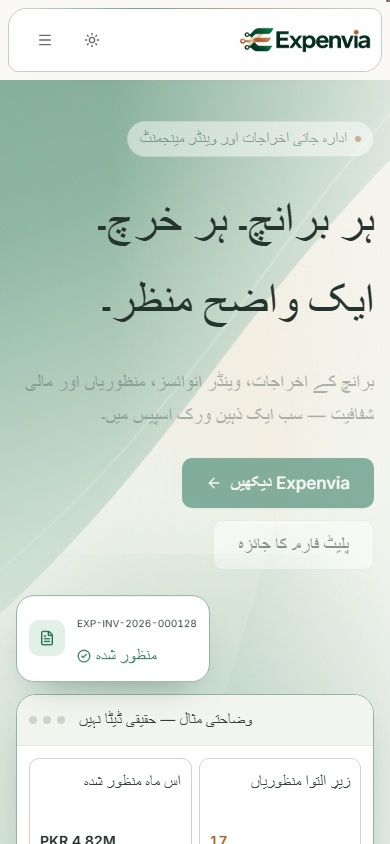 Expenvia
ادارہ جاتی اخراجات اور وینڈر مینجمنٹ
ہر برانچ۔ ہر خرچ۔
ایک واضح منظر۔
برانچ کے اخراجات، وینڈر انوائسز، منظوریاں اور مالی
شفافیت — سب ایک ذہین ورک اسپیس میں۔
Expenvia دیکھیں ←
پلیٹ فارم کا جائزہ
EXP-INV-2026-000128
منظور شدہ
وضاحتی مثال — حقیقی ڈیٹا نہیں
زیرِ التوا منظوریاں
اس ماہ منظور شدہ
17
PKR 4.82M